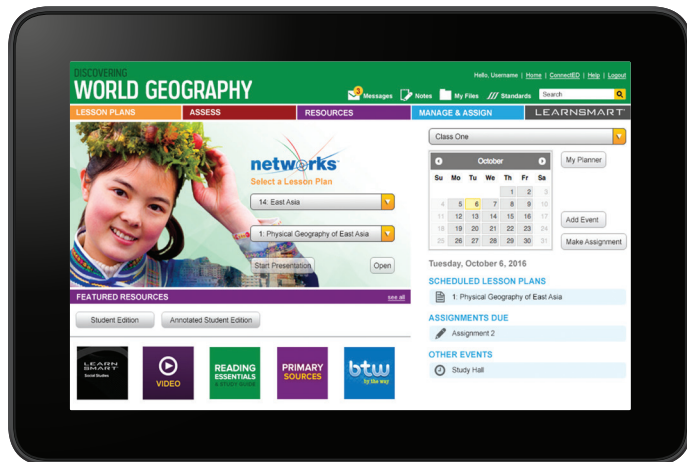 DISCOVERING
WORLD GEOGRAPHY
Hello, Username | Home | ConnectED | Help | Logout
3
Messages
Notes
My Files
Standards
Search
LESSON PLANS
ASSESS
RESOURCES
MANAGE & ASSIGN
LEARNSMART
networks
Select a Lesson Plan
14: East Asia
1: Physical Geography of East Asia
Start Presentation
Open
FEATURED RESOURCES
see all
Student Edition
Annotated Student Edition
LEARN
SMART
Social Studies
VIDEO
READING
ESSENTIALS
& STUDY GUIDE
PRIMARY
SOURCES
btw
by the way
Class One
October
Su Mo Tu We Th Fr Sa
1 2 3
4 5 6 7 8 9 10
11 12 13 14 15 16 17
18 19 20 21 22 23 24
25 26 27 28 29 30 31
My Planner
Add Event
Make Assignment
Tuesday, October 6, 2016
SCHEDULED LESSON PLANS
1: Physical Geography of East Asia
ASSIGNMENTS DUE
Assignment 2
OTHER EVENTS
Study Hall